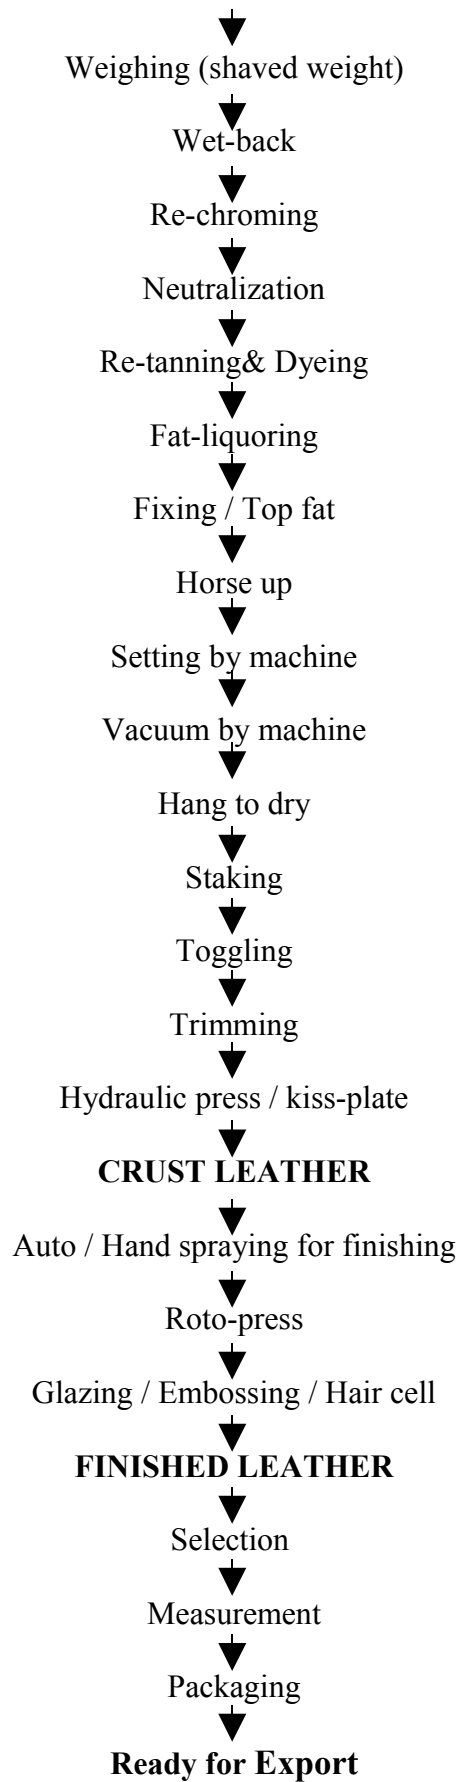 Weighing (shaved weight)
Wet-back
Re-chroming
Neutralization
Re-tanning& Dyeing
Fat-liquoring
Fixing / Top fat
Horse up
Setting by machine
Vacuum by machine
Hang to dry
Staking
Toggling
Trimming
Hydraulic press / kiss-plate
CRUST LEATHER
Auto / Hand spraying for finishing
Roto-press
Glazing / Embossing / Hair cell
FINISHED LEATHER
Selection
Measurement
Packaging
Ready for Export